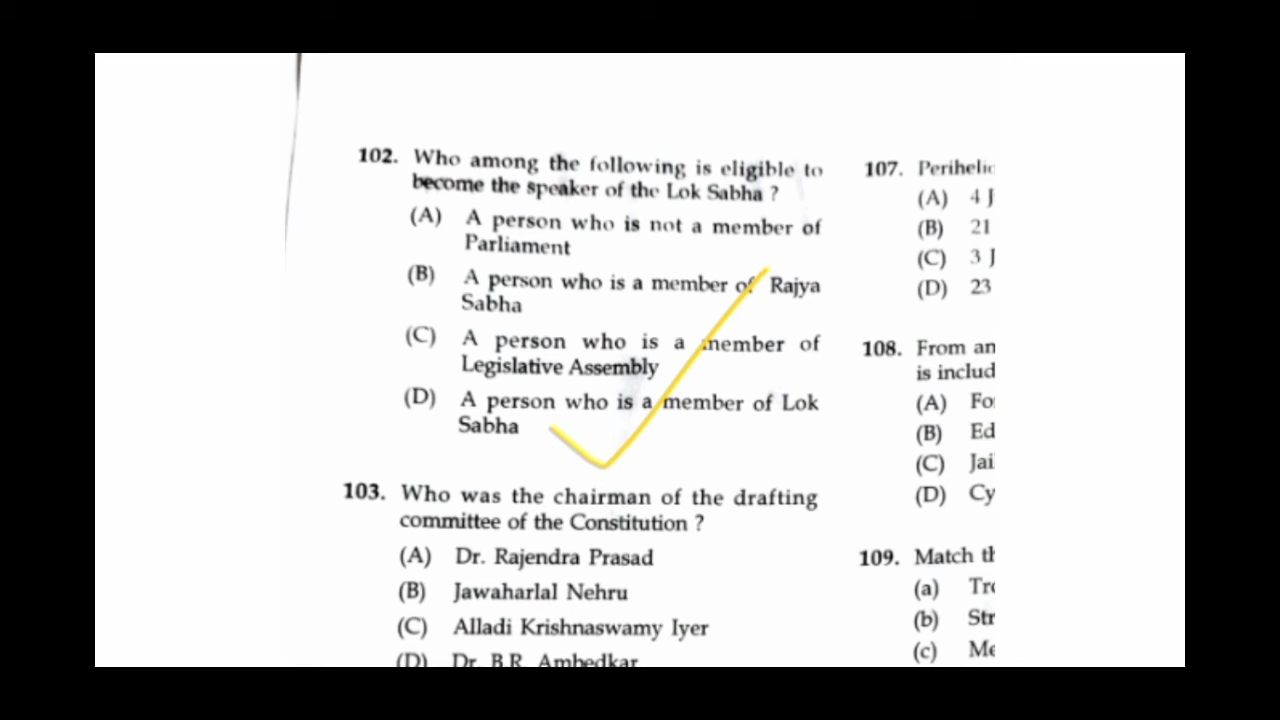 102. Who among the following is eligible to
become the speaker of the Lok Sabha ?
(A) A person who is not a member of
Parliament
(B) A person who is a member of Rajya
Sabha
(C) A person who is a member of
Legislative Assembly
(D) A person who is a member of Lok
Sabha
103. Who was the chairman of the drafting
committee of the Constitution ?
(A) Dr. Rajendra Prasad
(B) Jawaharlal Nehru
(C) Alladi Krishnaswamy Iyer
(D) Dr. B.R. Ambedkar
107.
(A) 4 J
(B) 21
(C) 3 J
(D) 23
108. From an
is includ
(A) Fo
(B) Ed
(C) Jai
(D) Cy
109. Match th
(a) Tro
(b) Str
(c) Me